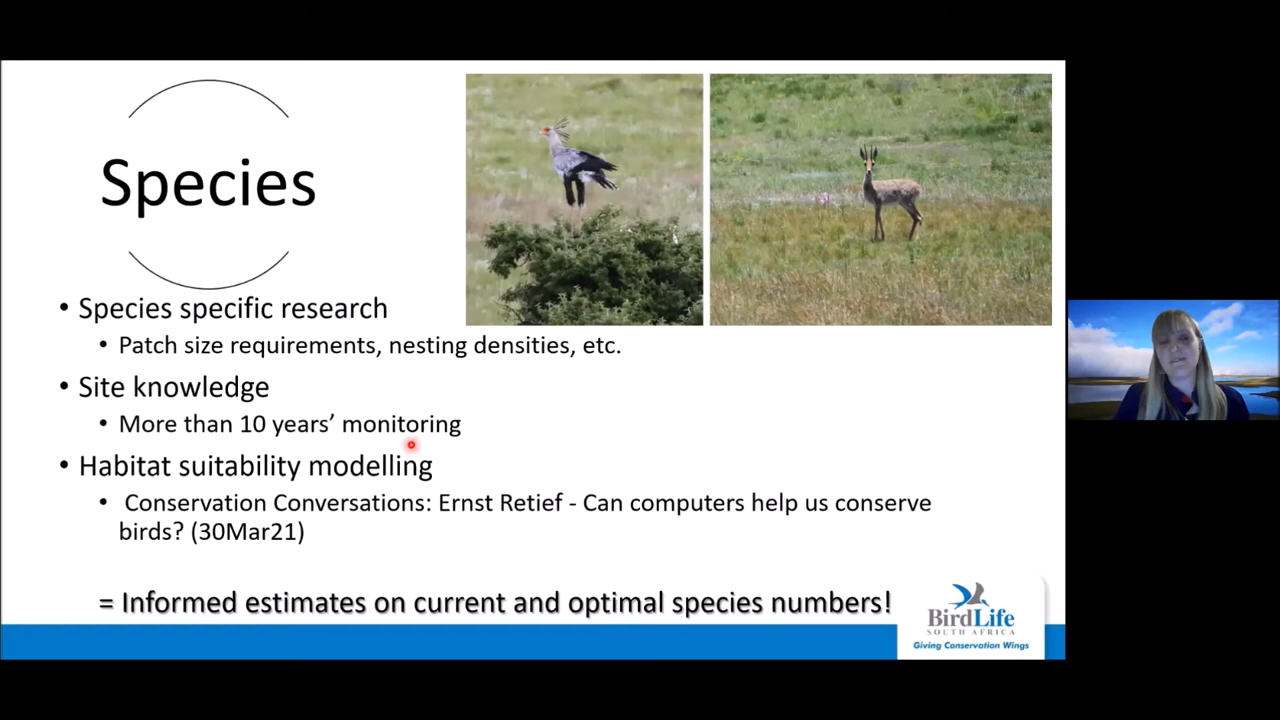 Species
• Species specific research
• Patch size requirements, nesting densities, etc.
• Site knowledge
• More than 10 years’ monitoring
• Habitat suitability modelling
• Conservation Conversations: Ernst Retief - Can computers help us conserve
birds? (30Mar21)
= Informed estimates on current and optimal species numbers!
BirdLife
SOUTH AFRICA
Giving Conservation Wings